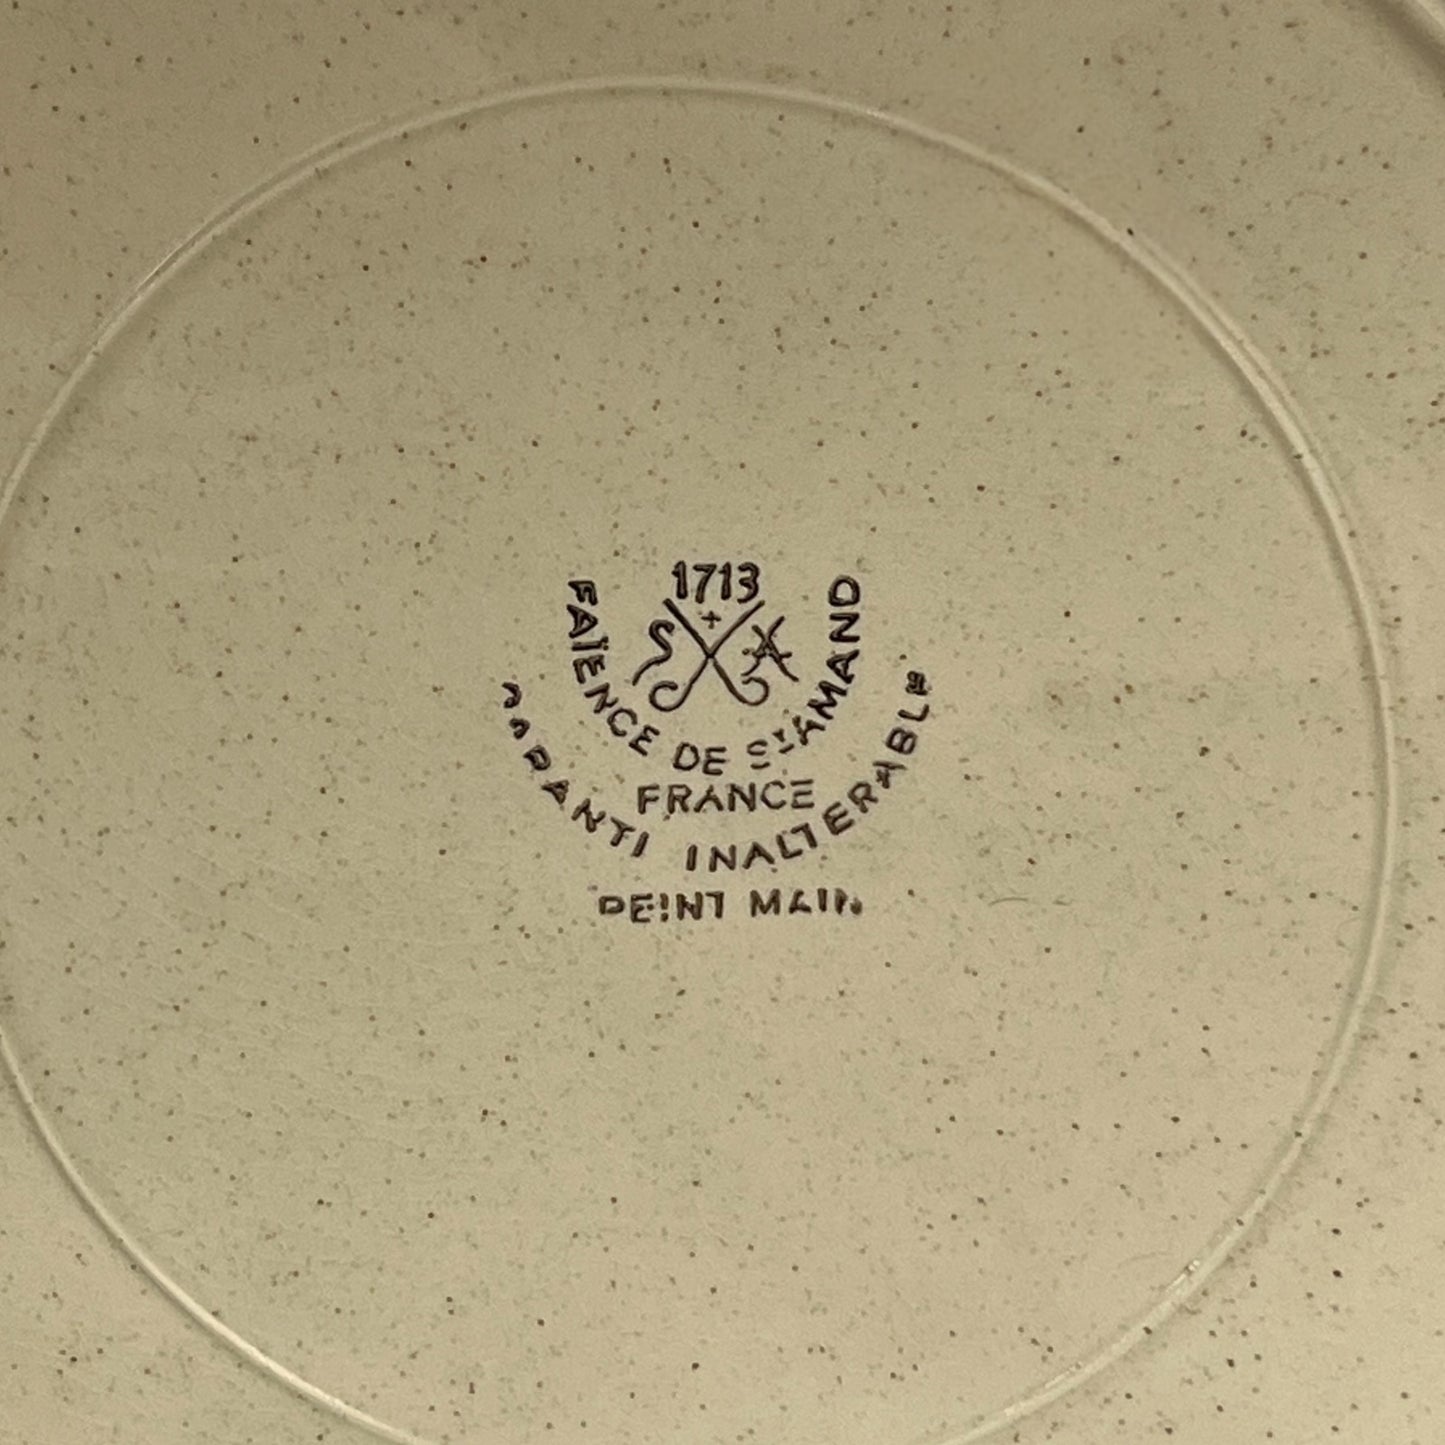 1713
S A
FAÏENCE DE ST AMAND
FRANCE
GARANTI INALTERABLE
PEINT MAIN